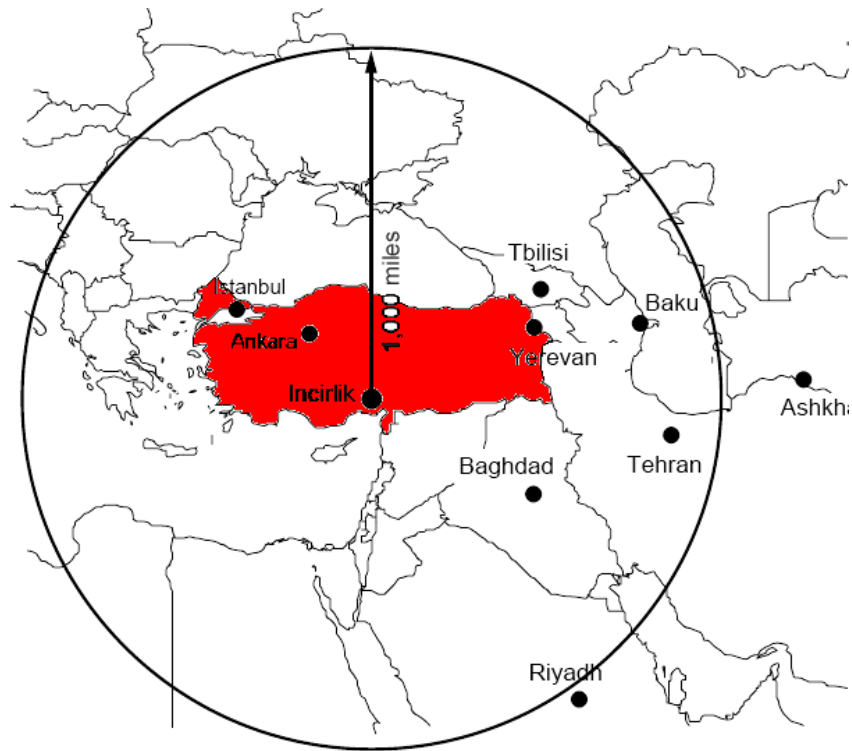 Tbilisi
1,000 miles
Istanbul
Baku
Ankara
Yerevan
Incirlik
Ashkha
Baghdad
Tehran
Riyadh